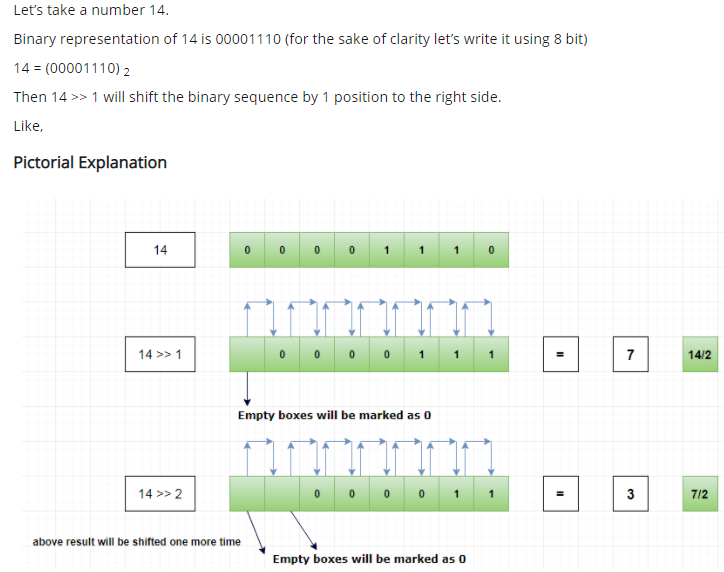 Let's take a number 14.
Binary representation of 14 is 00001110 (for the sake of clarity let's write it using 8 bit)
14 = (00001110) 2
Then 14 >> 1 will shift the binary sequence by 1 position to the right side.
Like,
Pictorial Explanation
14 0 0 0 0 1 1 1 0
14 >> 1 0 0 0 0 1 1 1 = 7 14/2
Empty boxes will be marked as 0
14 >> 2 0 0 0 0 1 1 = 3 7/2
above result will be shifted one more time
Empty boxes will be marked as 0